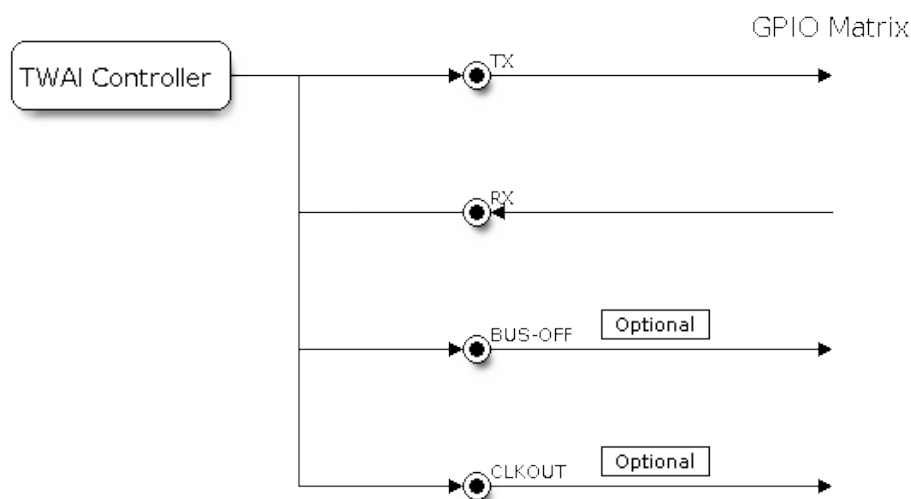 GPIO Matrix
TWAI Controller
TX
RX
BUS-OFF
Optional
CLKOUT
Optional